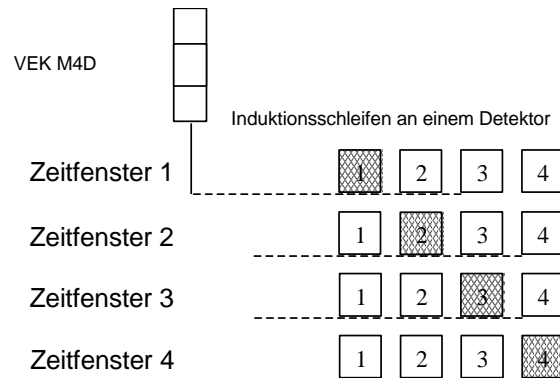 VEK M4D
Induktionsschleifen an einem Detektor
Zeitfenster 1 1 2 3 4
Zeitfenster 2 1 2 3 4
Zeitfenster 3 1 2 3 4
Zeitfenster 4 1 2 3 4